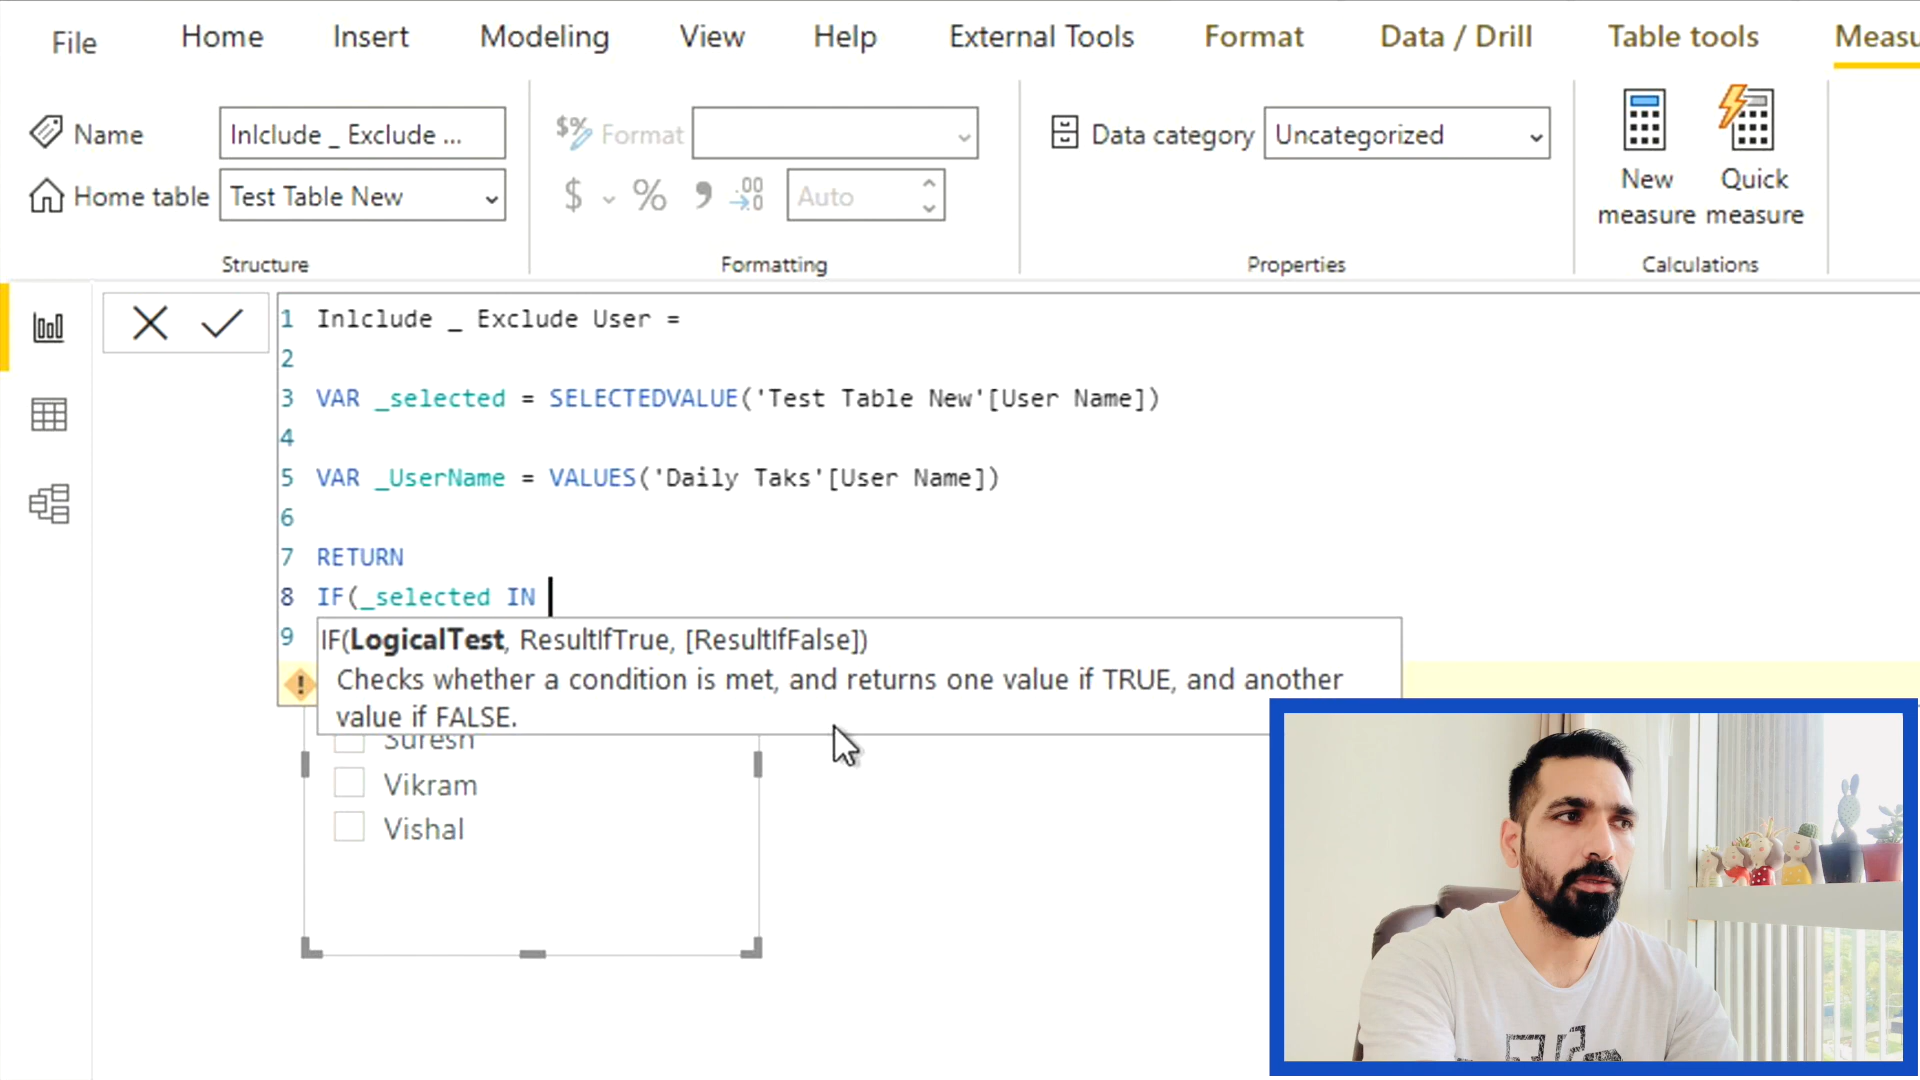 File Home Insert Modeling View Help External Tools Format Data / Drill Table tools Measu
Name Inlclude _ Exclude ...
Home table Test Table New
Structure
$% Format
$ % , .00 .0 Auto
Formatting
Data category Uncategorized
Properties
New measure
Quick measure
Calculations
1 Inlclude _ Exclude User =
2
3 VAR _selected = SELECTEDVALUE('Test Table New'[User Name])
4
5 VAR _UserName = VALUES('Daily Taks'[User Name])
6
7 RETURN
8 IF(_selected IN
9
IF(LogicalTest, ResultIfTrue, [ResultIfFalse])
Checks whether a condition is met, and returns one value if TRUE, and another
value if FALSE.
Suresh
Vikram
Vishal